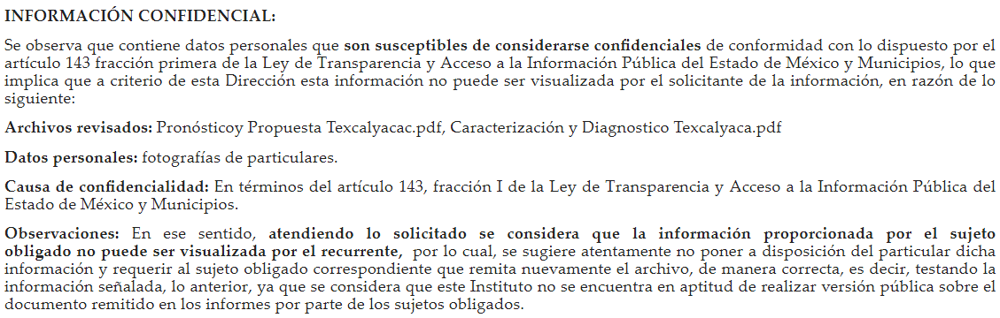 INFORMACIÓN CONFIDENCIAL:
Se observa que contiene datos personales que son susceptibles de considerarse confidenciales de conformidad con lo dispuesto por el
artículo 143 fracción primera de la Ley de Transparencia y Acceso a la Información Pública del Estado de México y Municipios, lo que
implica que a criterio de esta Dirección esta información no puede ser visualizada por el solicitante de la información, en razón de lo
siguiente:
Archivos revisados: Pronósticoy Propuesta Texcalyacac.pdf, Caracterización y Diagnostico Texcalyaca.pdf
Datos personales: fotografías de particulares.
Causa de confidencialidad: En términos del artículo 143, fracción I de la Ley de Transparencia y Acceso a la Información Pública del
Estado de México y Municipios.
Observaciones: En ese sentido, atendiendo lo solicitado se considera que la información proporcionada por el sujeto
obligado no puede ser visualizada por el recurrente, por lo cual, se sugiere atentamente no poner a disposición del particular dicha
información y requerir al sujeto obligado correspondiente que remita nuevamente el archivo, de manera correcta, es decir, testando la
información señalada, lo anterior, ya que se considera que este Instituto no se encuentra en aptitud de realizar versión pública sobre el
documento remitido en los informes por parte de los sujetos obligados.